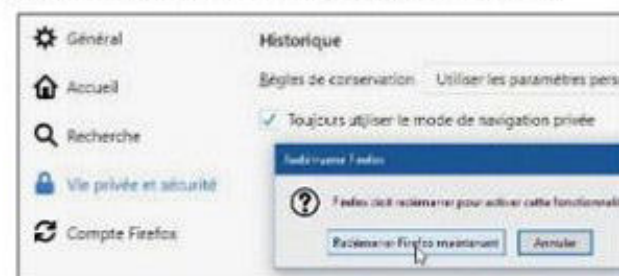 Général
Accueil
Recherche
Vie privée et sécurité
Compte Firefox
Historique
Règles de conservation Utiliser les paramètres pers
Toujours utiliser le mode de navigation privée
Redémarrer Firefox
Firefox doit redémarrer pour activer cette fonctionnali
Redémarrer Firefox maintenant
Annuler